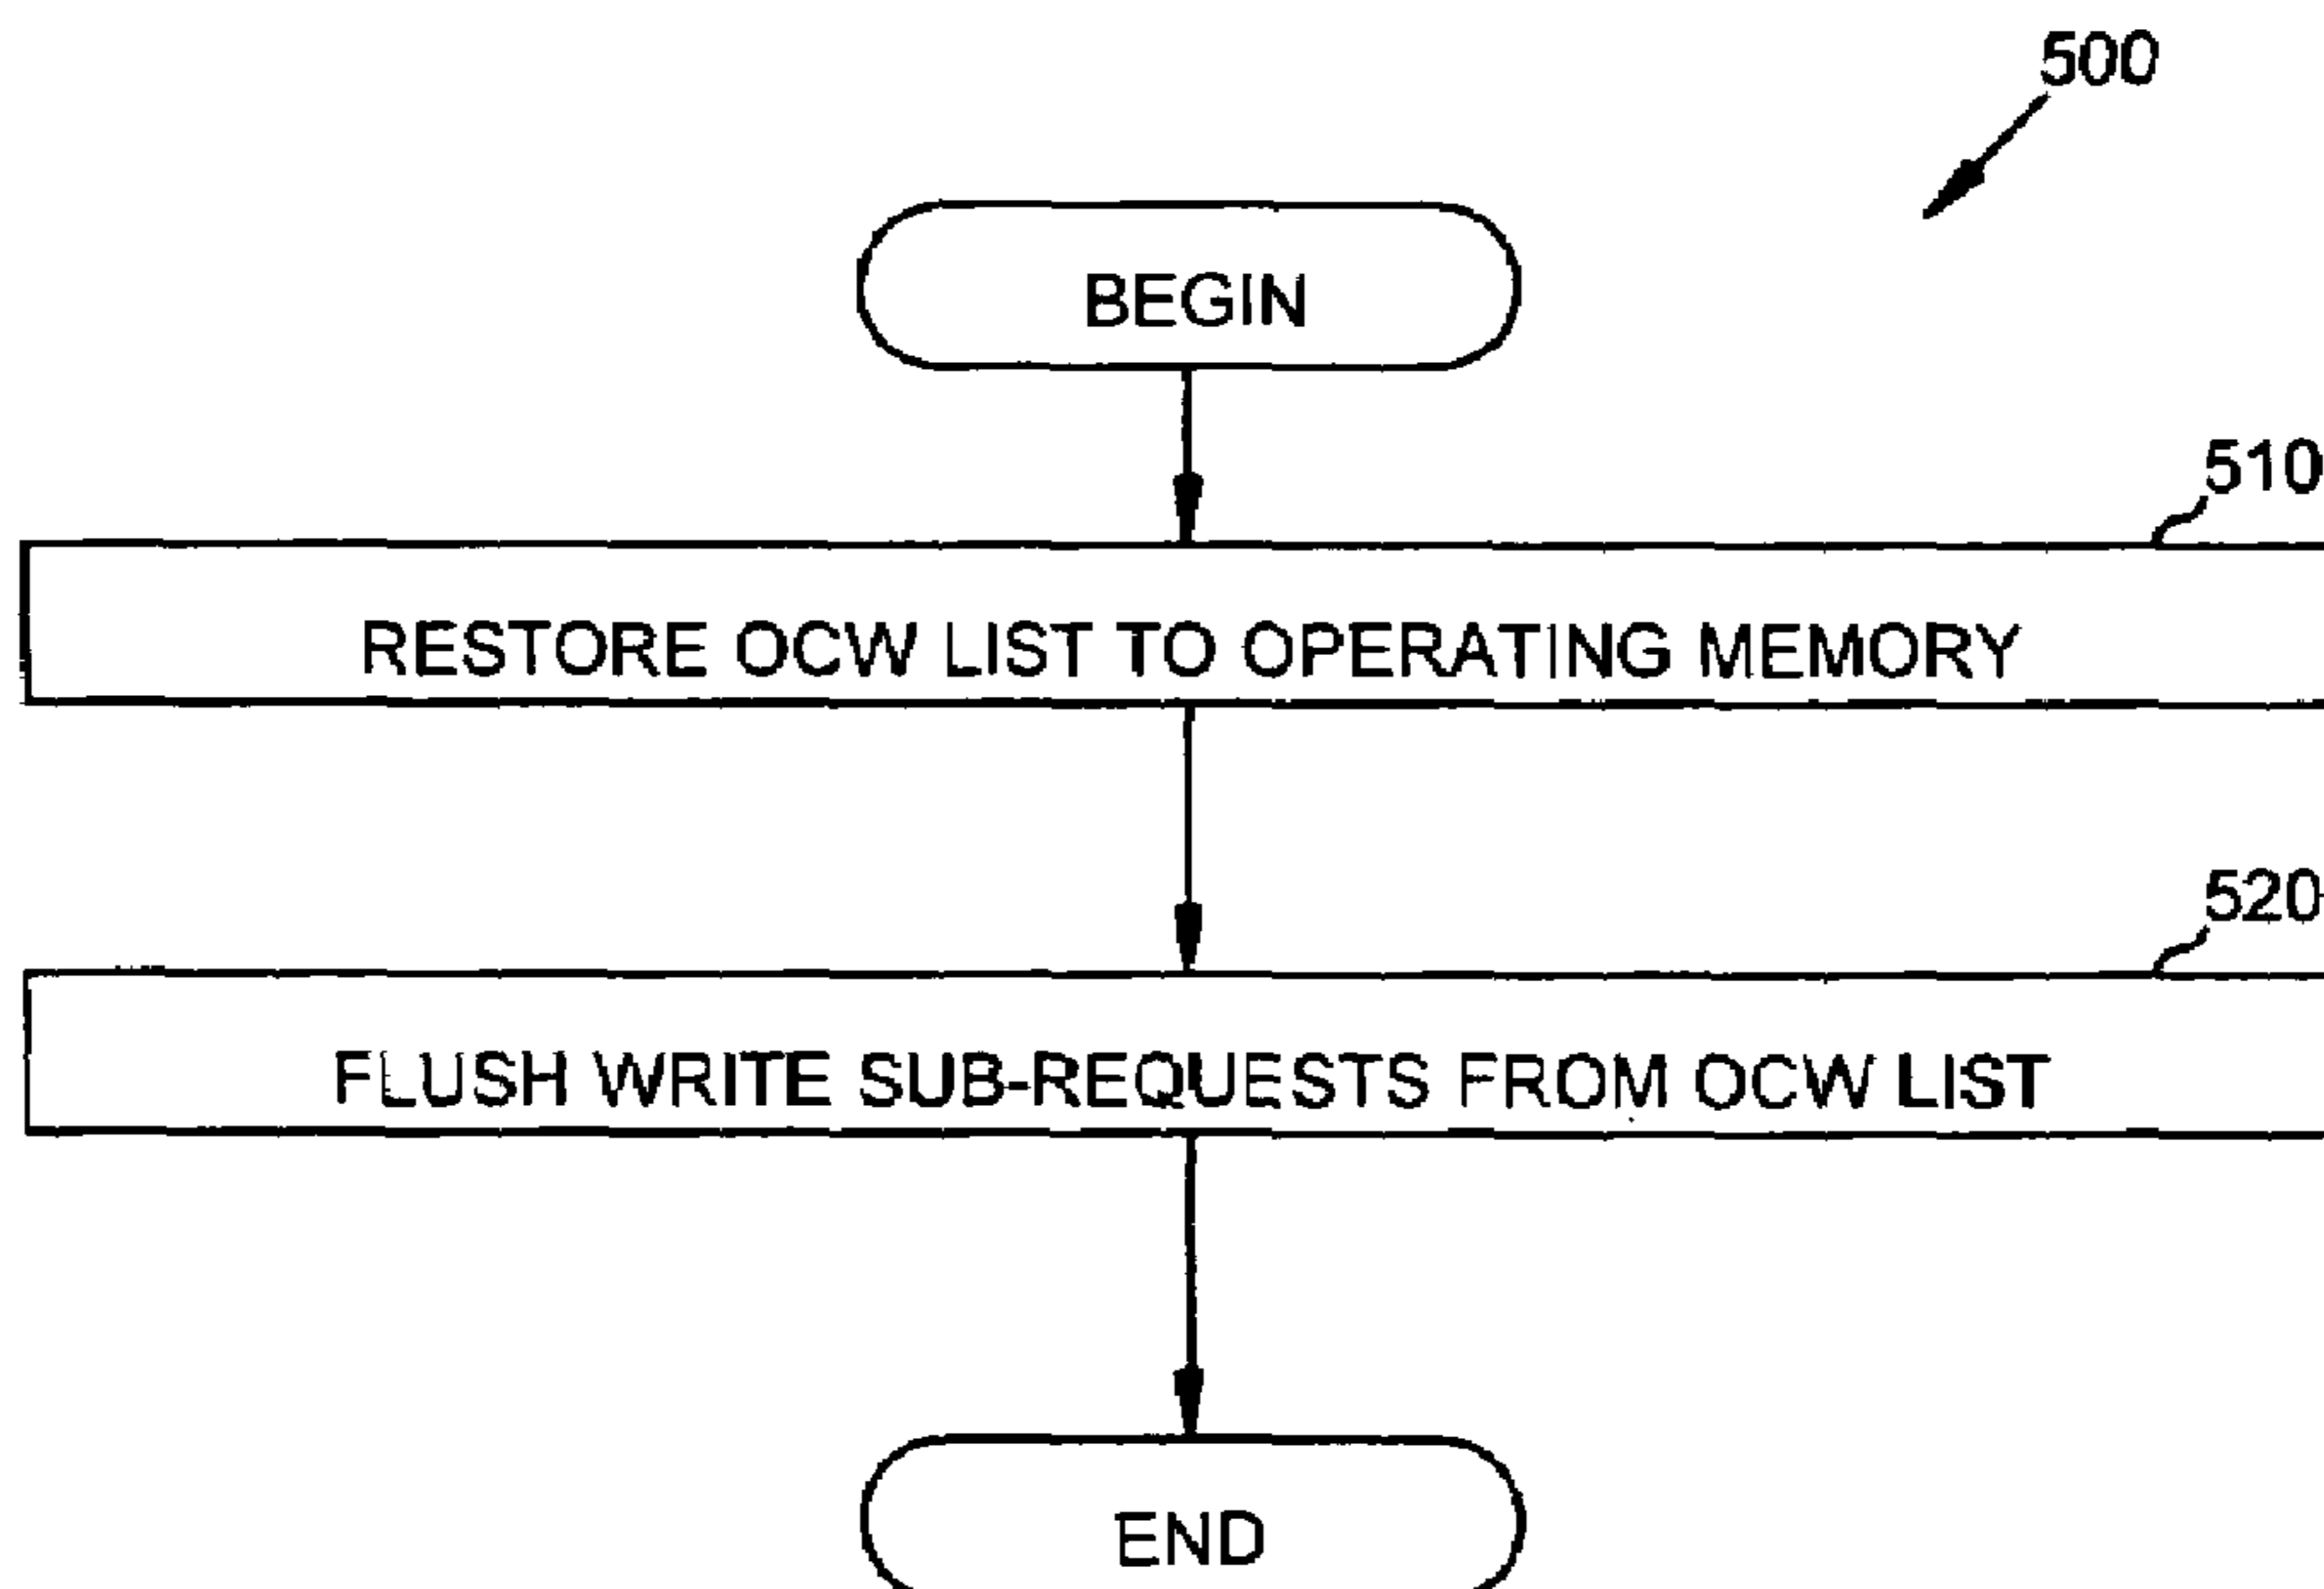 500
BEGIN
510
RESTORE OCW LIST TO OPERATING MEMORY
520
FLUSH WRITE SUB-REQUESTS FROM OCW LIST
END